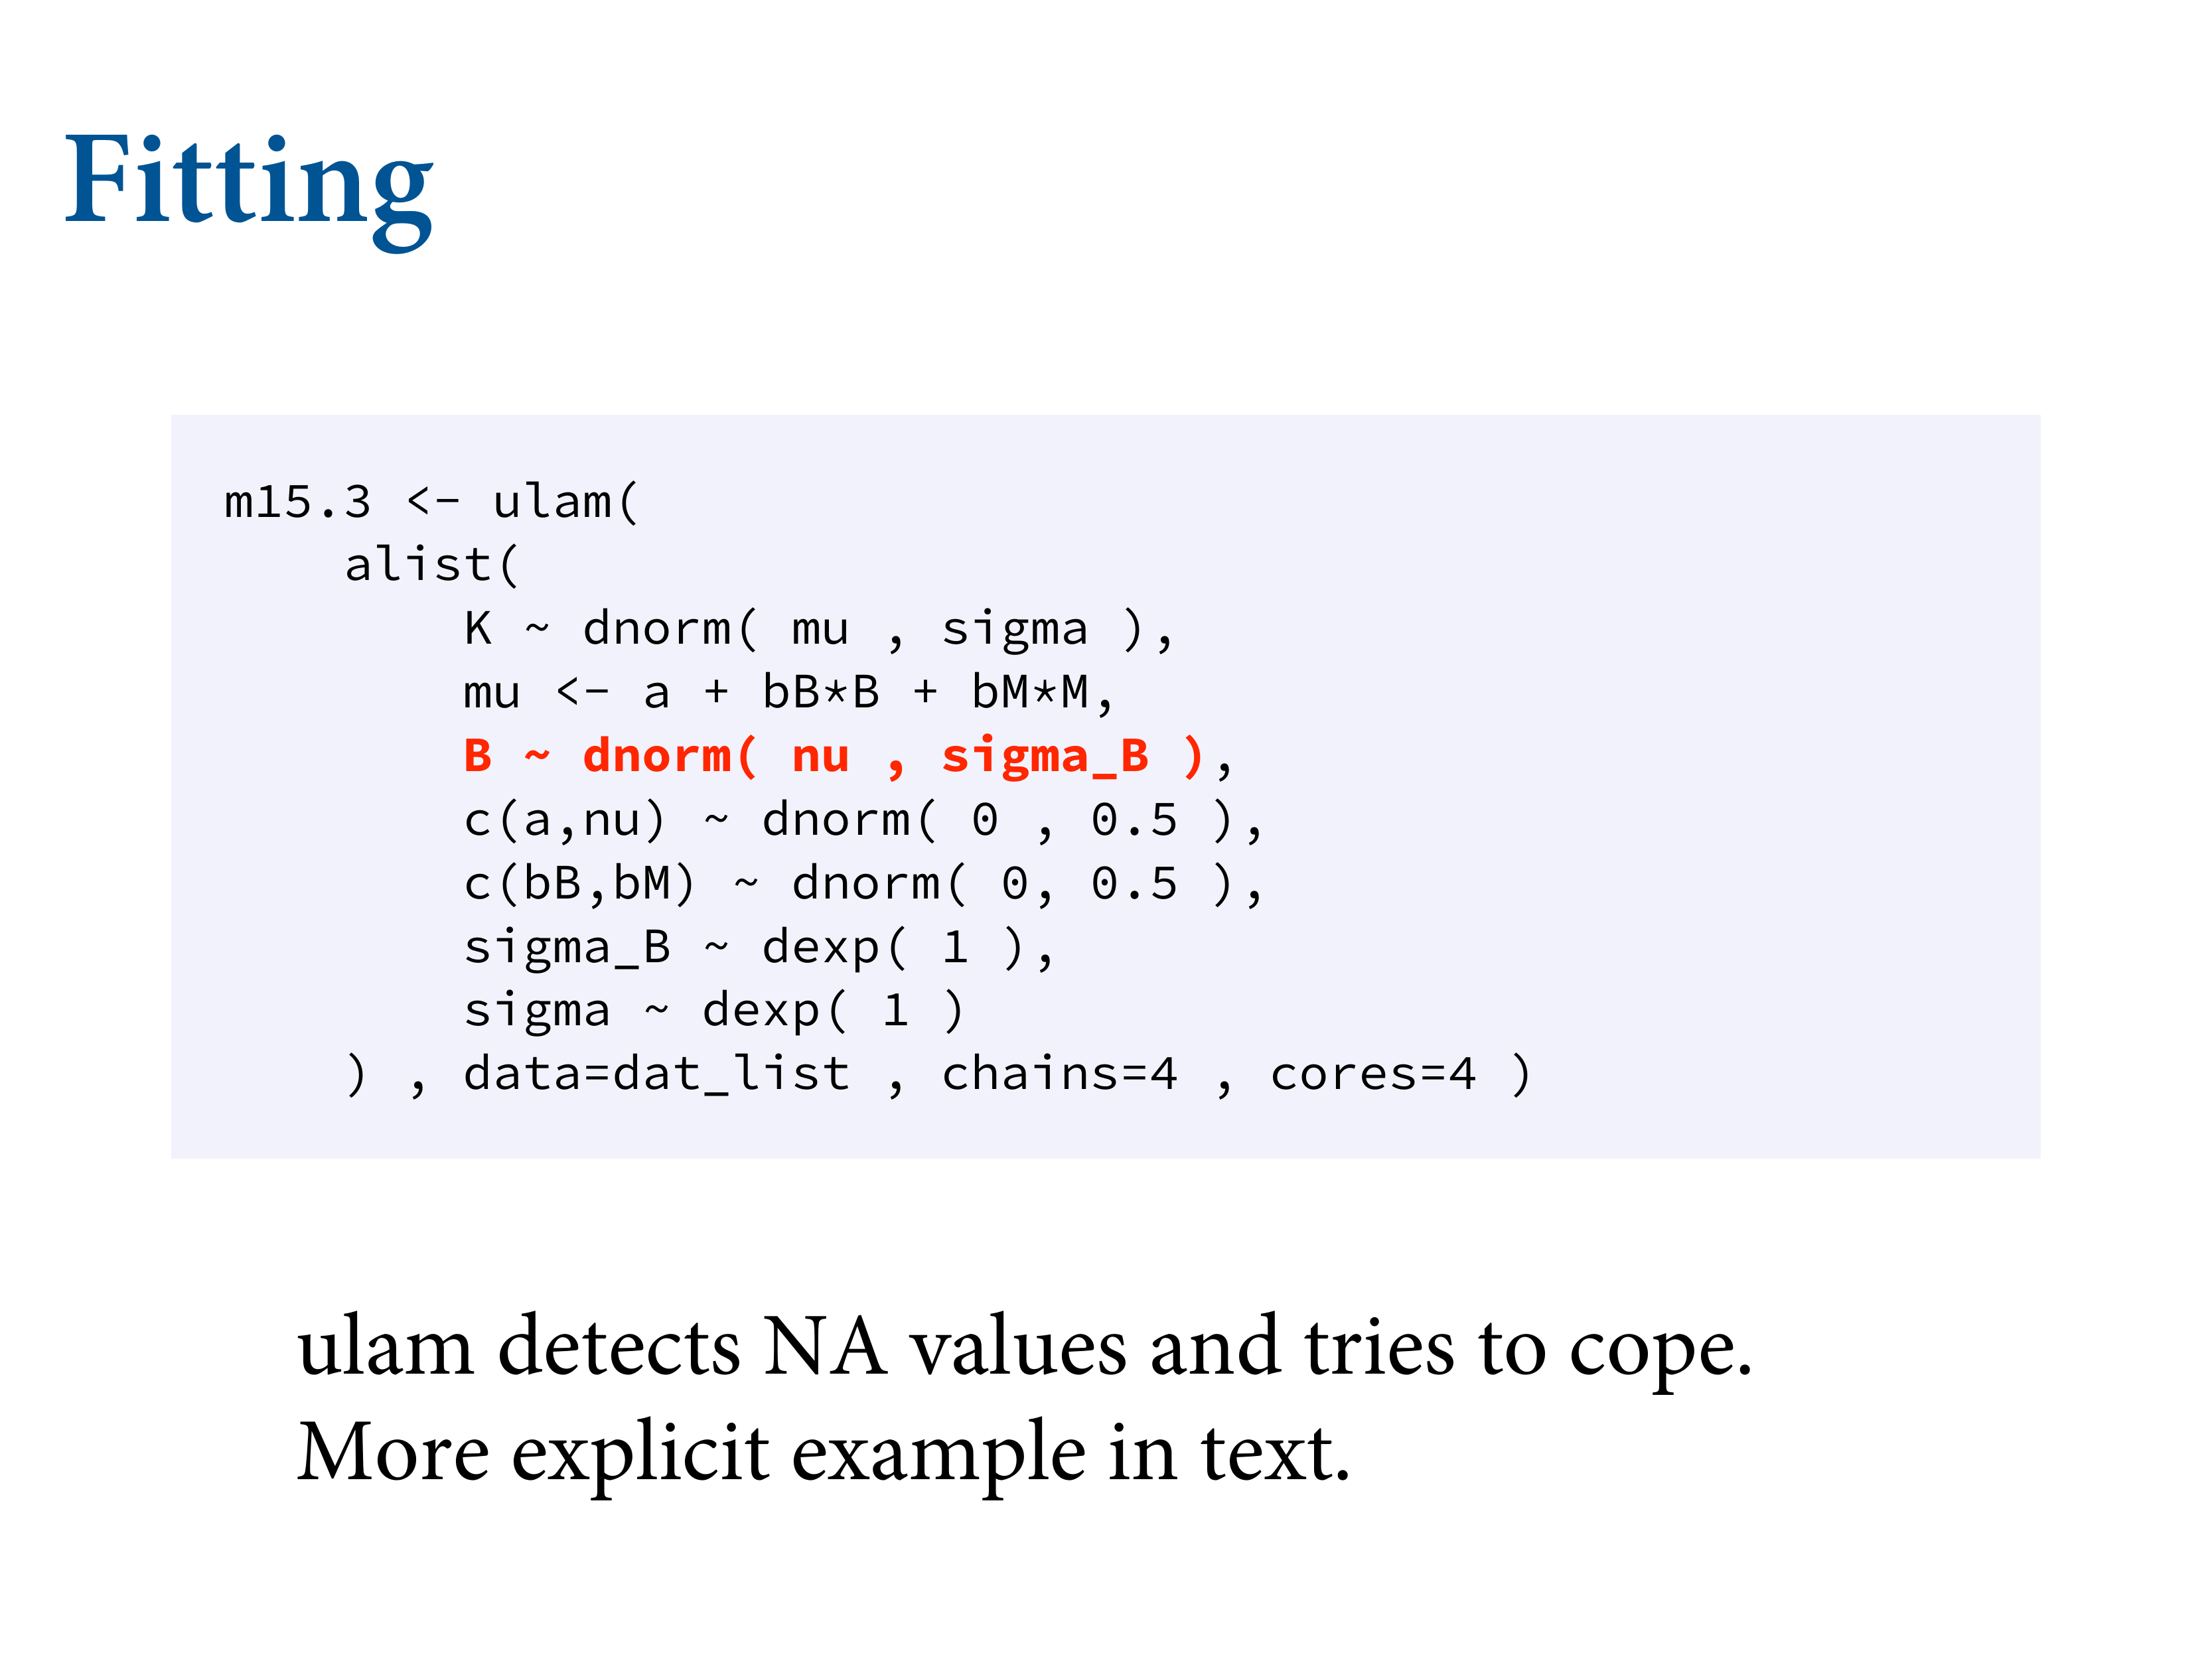 Fitting
m15.3 <- ulam(
    alist(
        K ~ dnorm( mu , sigma ),
        mu <- a + bB*B + bM*M,
        B ~ dnorm( nu , sigma_B ),
        c(a,nu) ~ dnorm( 0 , 0.5 ),
        c(bB,bM) ~ dnorm( 0, 0.5 ),
        sigma_B ~ dexp( 1 ),
        sigma ~ dexp( 1 )
    ) , data=dat_list , chains=4 , cores=4 )
ulam detects NA values and tries to cope.
More explicit example in text.